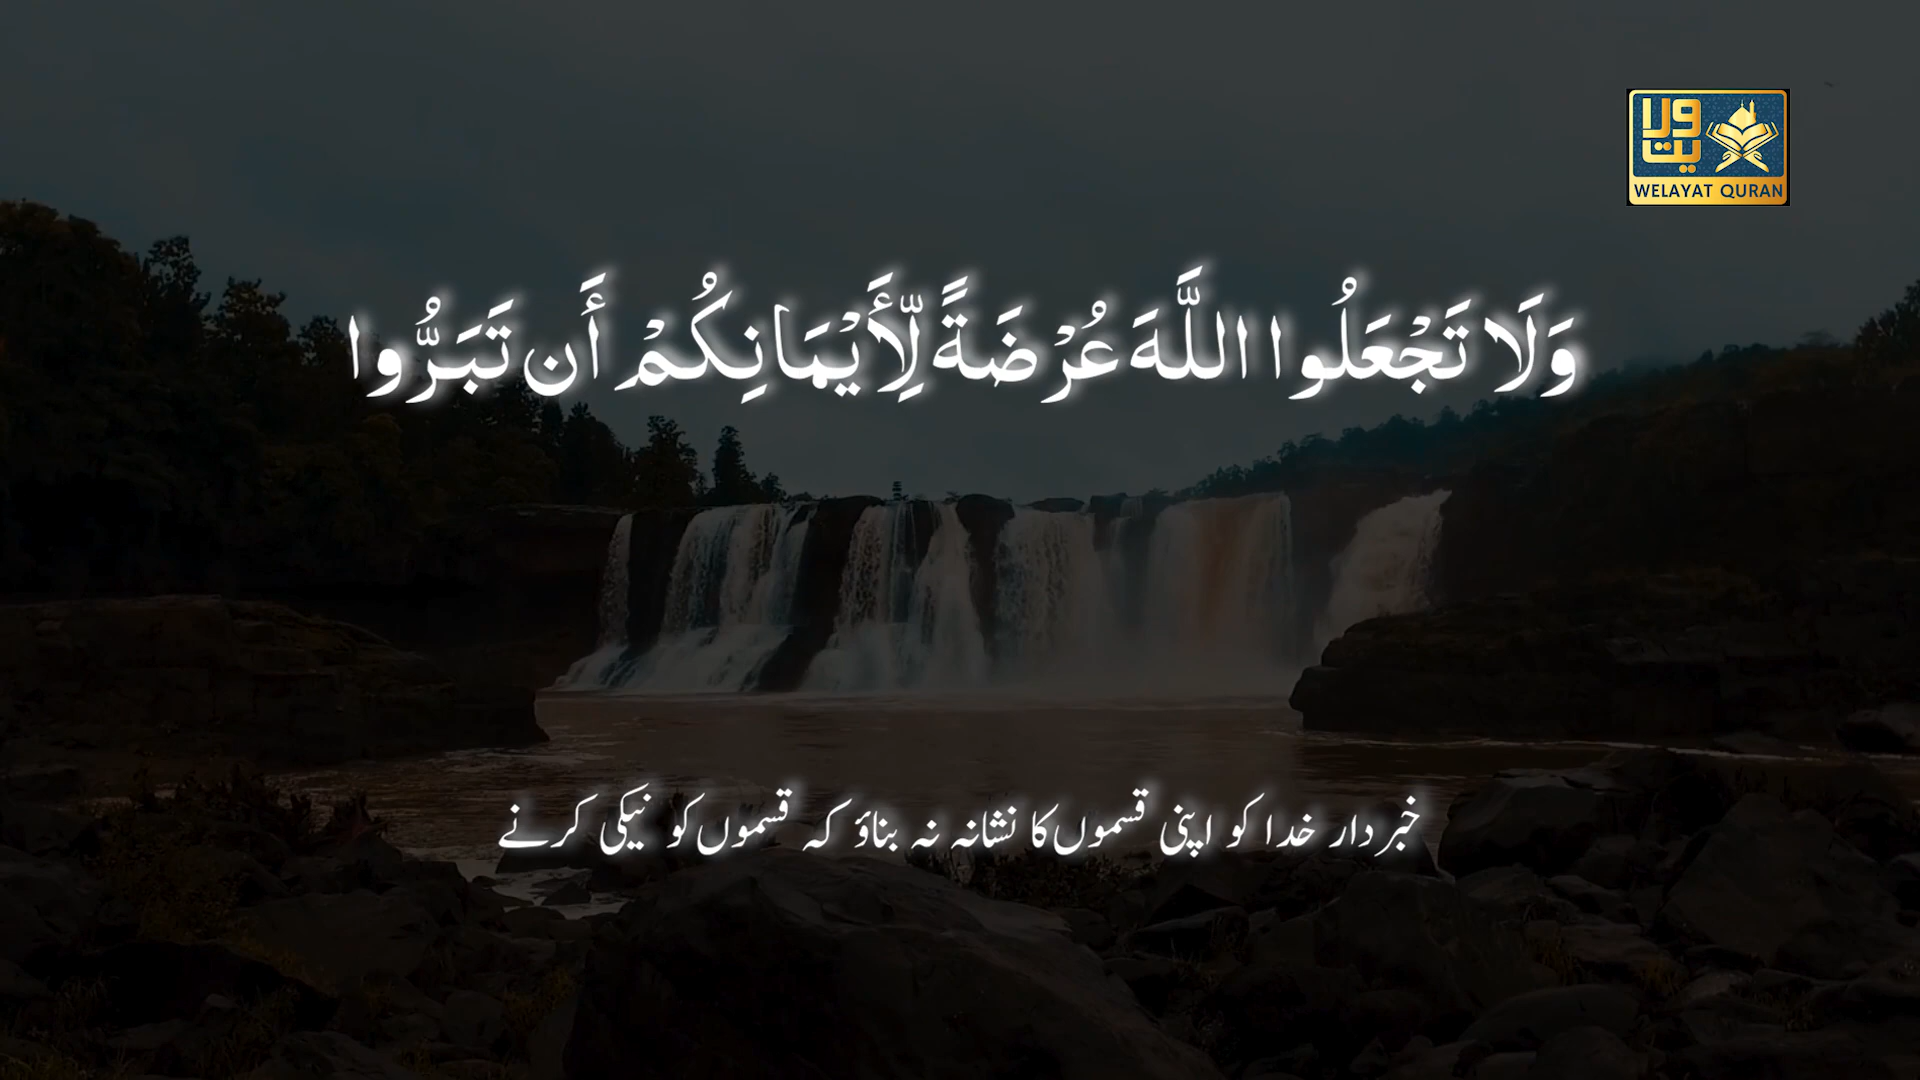 ولا
یت
WELAYAT QURAN
وَلَا تَجْعَلُوا اللَّهَ عُرْضَةً لِّأَيْمَانِكُمْ أَن تَبَرُّوا
خبردار خدا کو اپنی قسموں کا نشانہ نہ بناؤ کہ قسموں کو نیکی کرنے